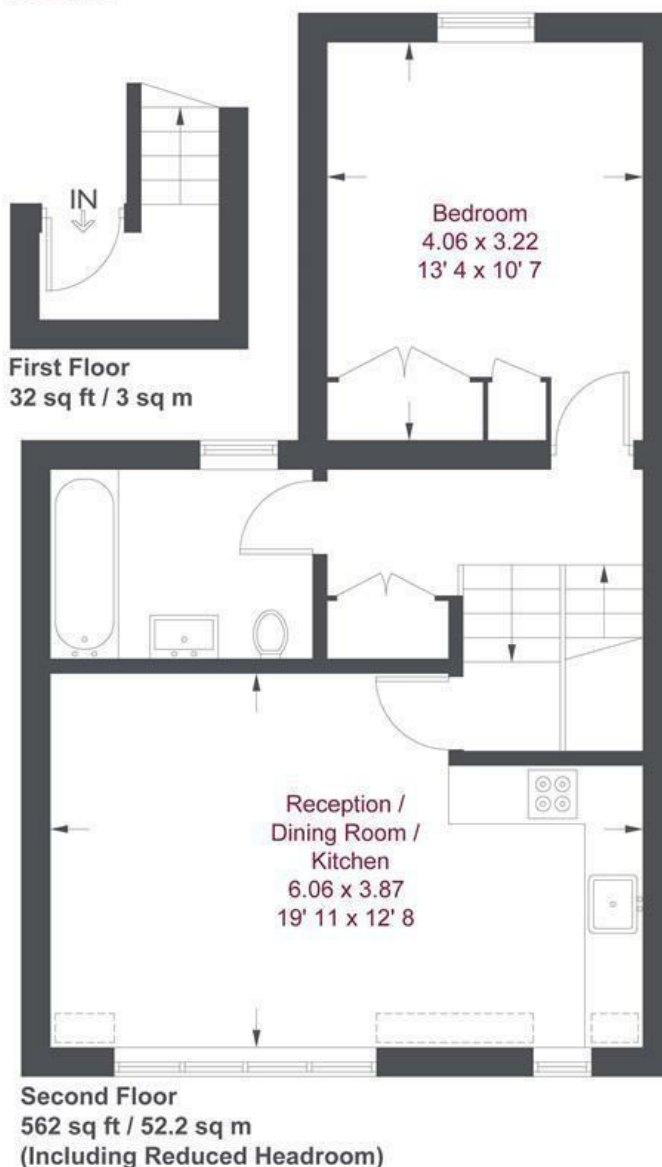 IN
First Floor
32 sq ft / 3 sq m
Bedroom
4.06 x 3.22
13' 4 x 10' 7
Reception /
Dining Room /
Kitchen
6.06 x 3.87
19' 11 x 12' 8
Second Floor
562 sq ft / 52.2 sq m
(Including Reduced Headroom)